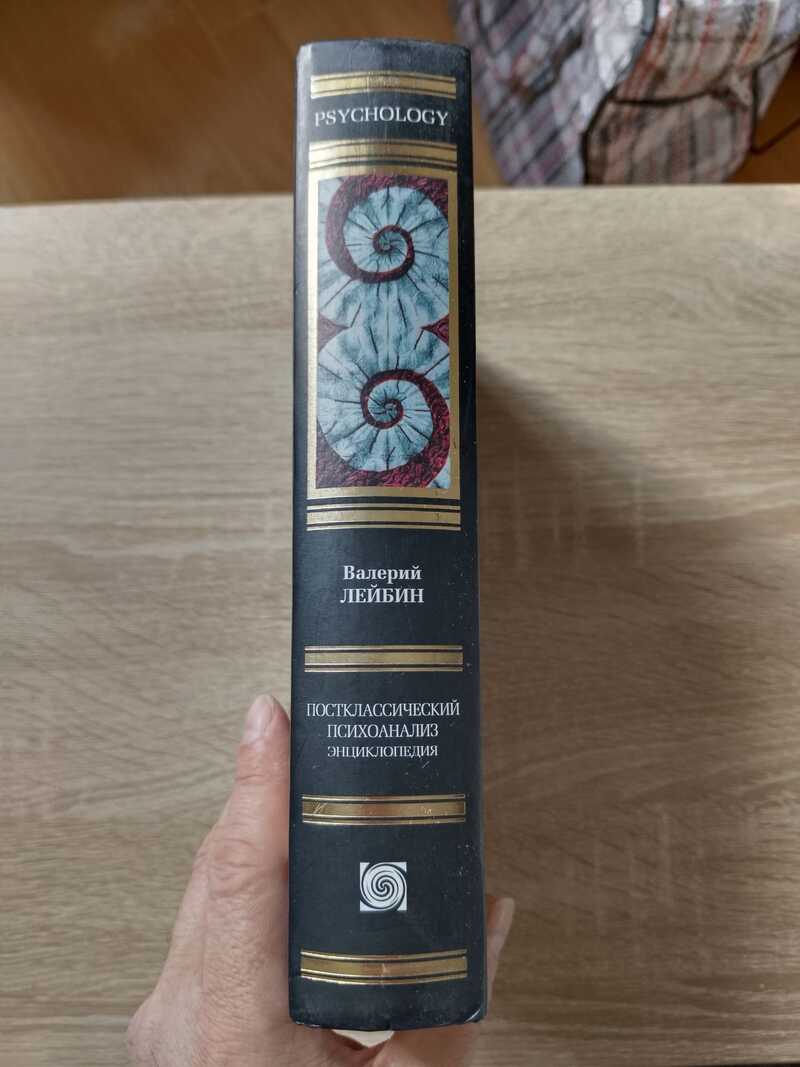 PSYCHOLOGY
Валерий
ЛЕЙБИН
ПОСТКЛАССИЧЕСКИЙ
ПСИХОАНАЛИЗ
ЭНЦИКЛОПЕДИЯ